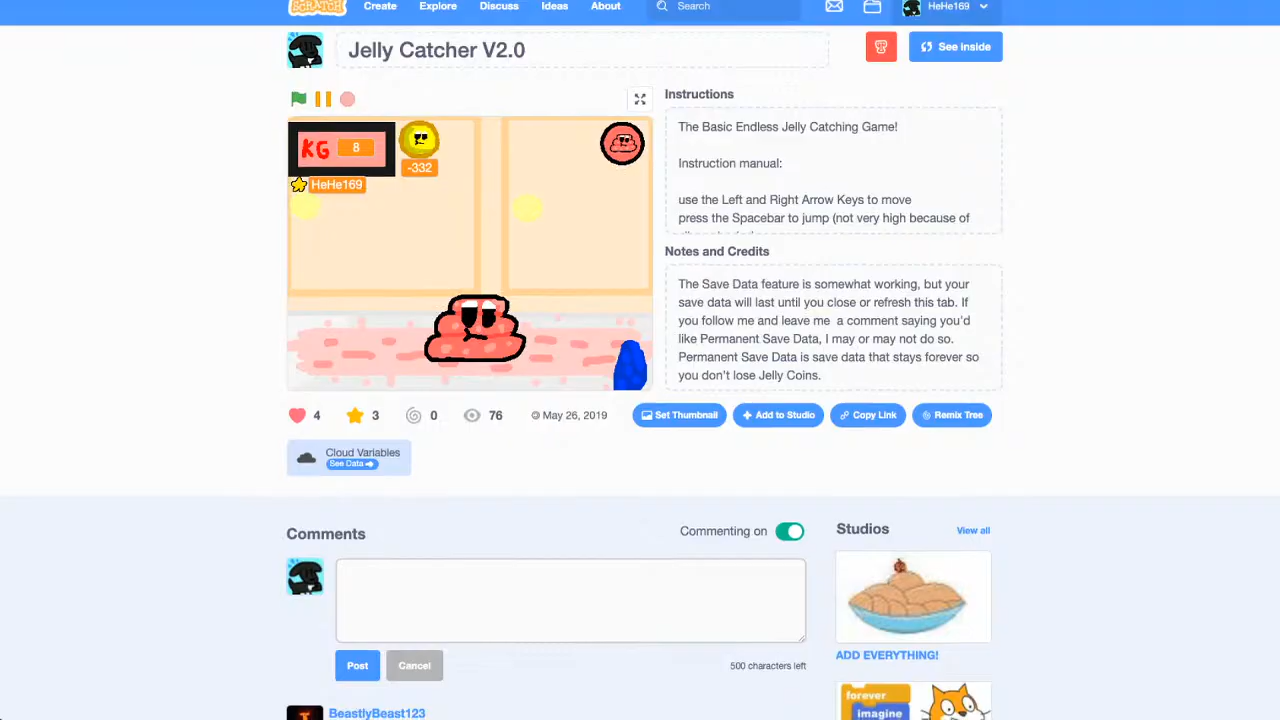 SCRATCH Create Explore Discuss Ideas About Search HeHe169
Jelly Catcher V2.0
See inside
Instructions
The Basic Endless Jelly Catching Game!
Instruction manual:
use the Left and Right Arrow Keys to move
press the Spacebar to jump (not very high because of
KG 8
-332
HeHe169
Notes and Credits
The Save Data feature is somewhat working, but your
save data will last until you close or refresh this tab. If
you follow me and leave me a comment saying you'd
like Permanent Save Data, I may or may not do so.
Permanent Save Data is save data that stays forever so
you don't lose Jelly Coins.
4 3 0 76 © May 26, 2019 Set Thumbnail Add to Studio Copy Link Remix Tree
Cloud Variables
See Data
Comments
Commenting on
Studios
View all
Post Cancel
500 characters left
ADD EVERYTHING!
BeastlyBeast123
forever
imagine